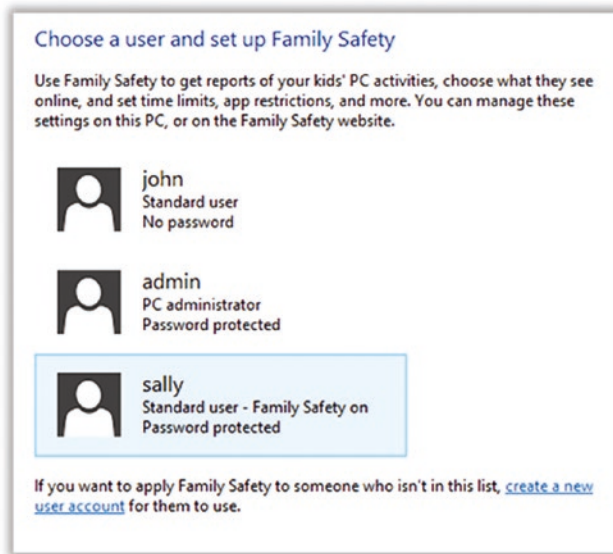 Choose a user and set up Family Safety
Use Family Safety to get reports of your kids' PC activities, choose what they see
online, and set time limits, app restrictions, and more. You can manage these
settings on this PC, or on the Family Safety website.
john
Standard user
No password
admin
PC administrator
Password protected
sally
Standard user - Family Safety on
Password protected
If you want to apply Family Safety to someone who isn't in this list, create a new
user account for them to use.